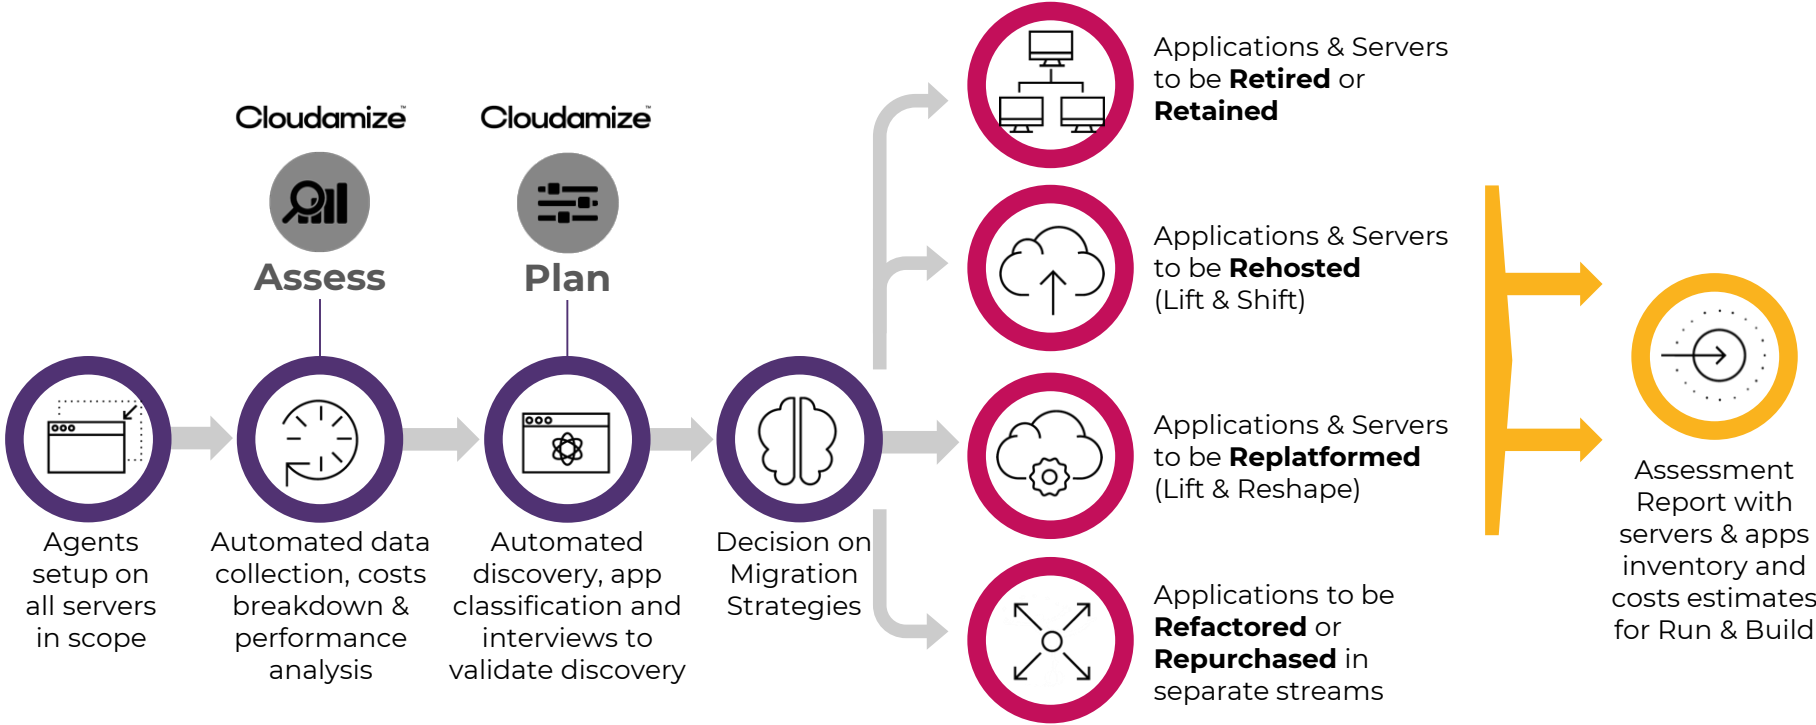 Cloudamize™
Assess
Cloudamize™
Plan
Agents
setup on
all servers
in scope
Automated data
collection, costs
breakdown &
performance
analysis
Automated
discovery, app
classification and
interviews to
validate discovery
Decision on
Migration
Strategies
Applications & Servers
to be Retired or
Retained
Applications & Servers
to be Rehosted
(Lift & Shift)
Applications & Servers
to be Replatformed
(Lift & Reshape)
Applications to be
Refactored or
Repurchased in
separate streams
Assessment
Report with
servers & apps
inventory and
costs estimates
for Run & Build